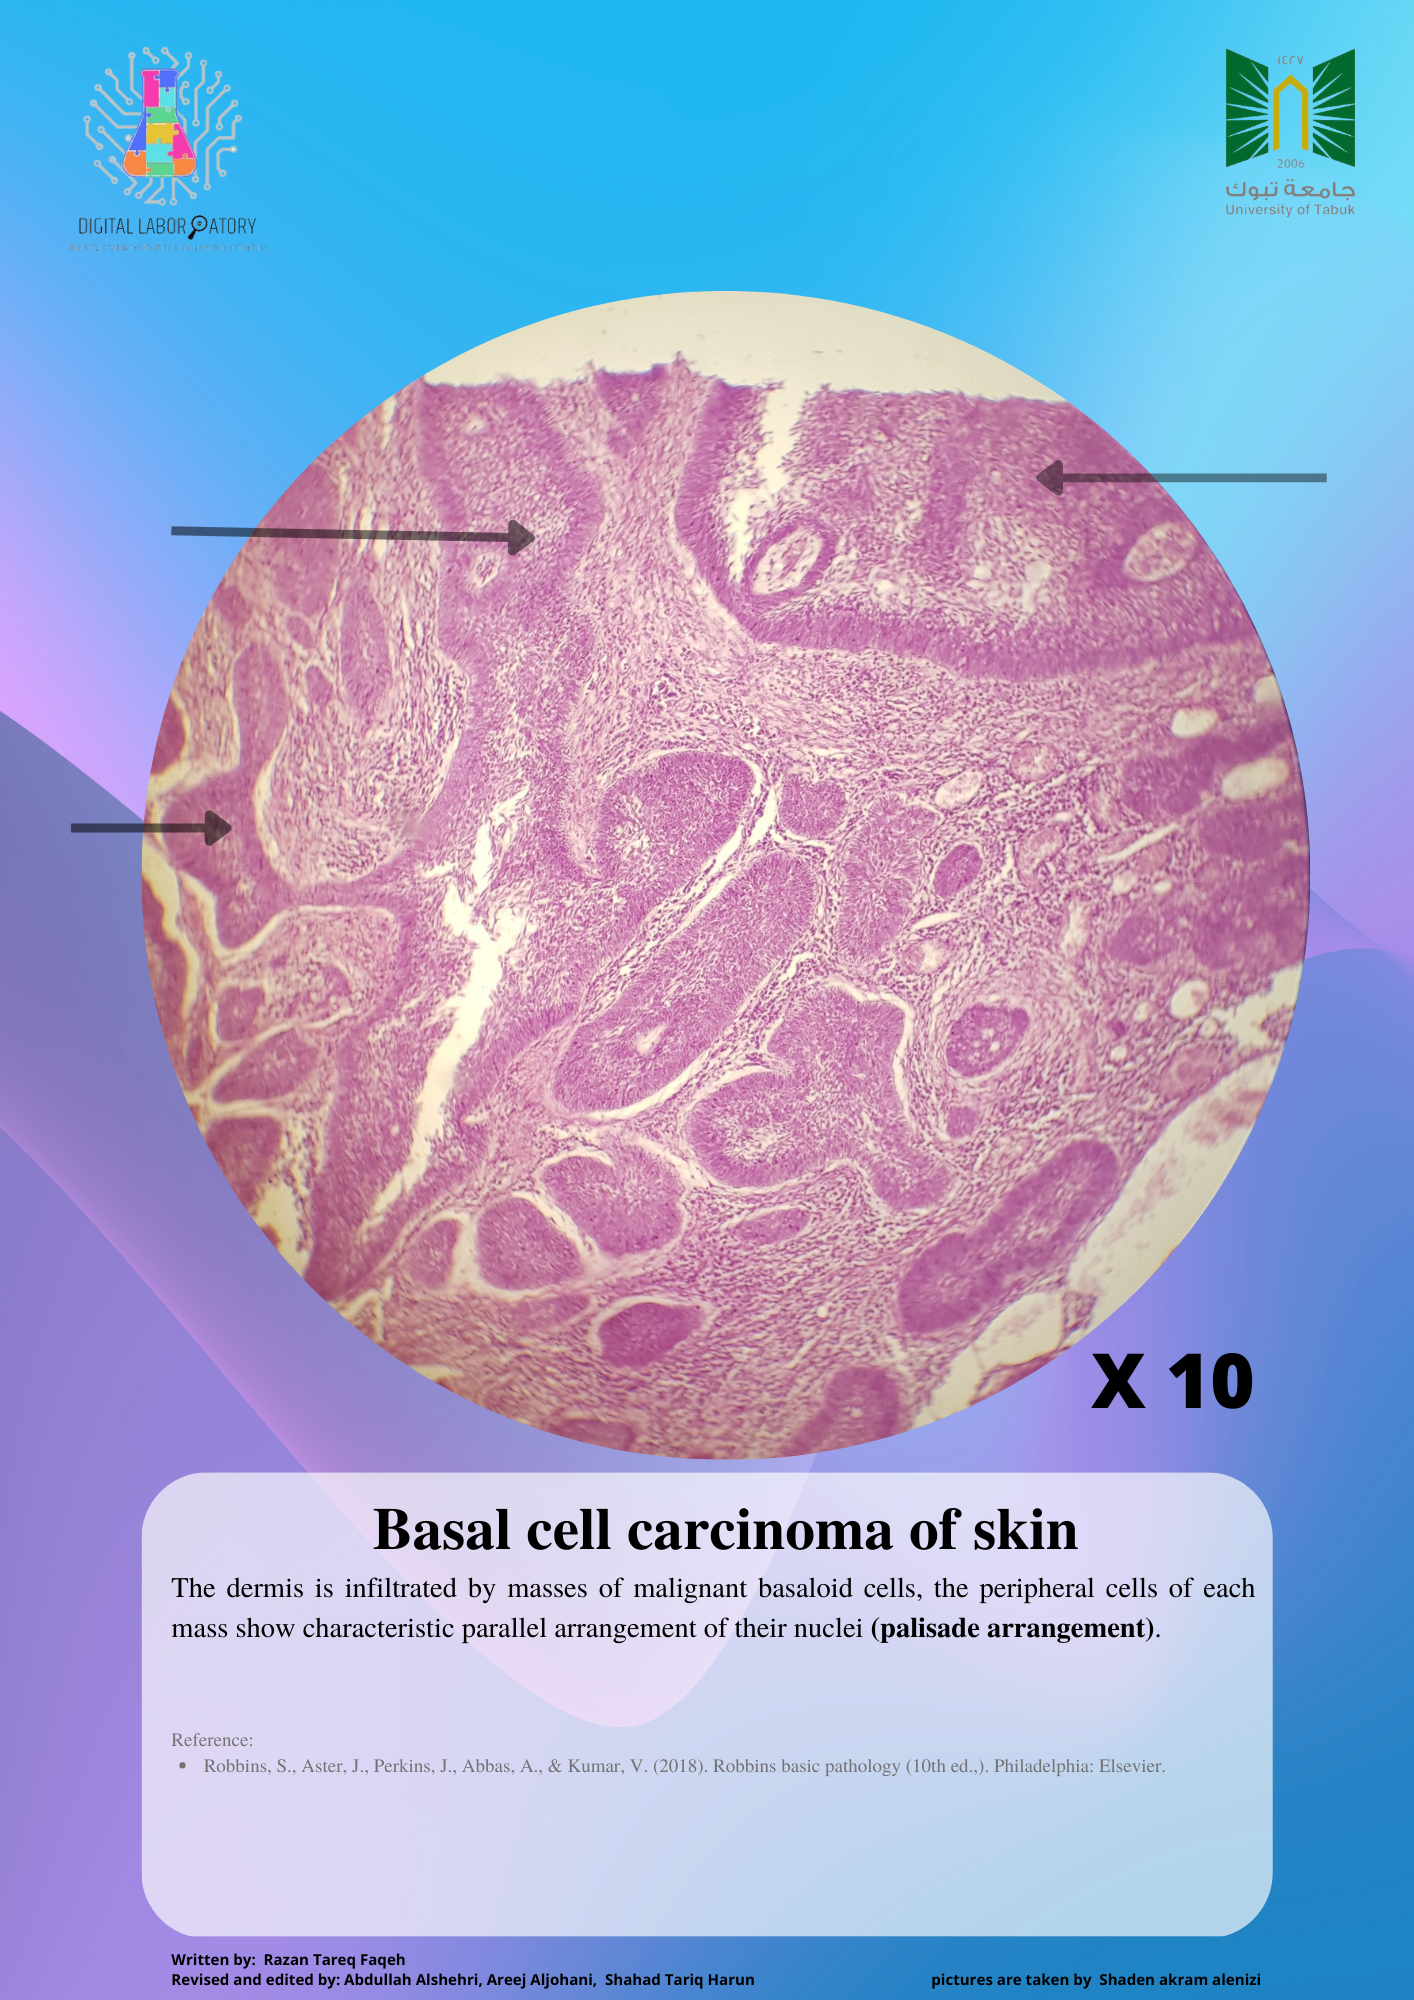 DIGITAL LABORATORY
١٤٢٧
2006
جامعة تبوك
University of Tabuk
X 10
Basal cell carcinoma of skin
The dermis is infiltrated by masses of malignant basaloid cells, the peripheral cells of each
mass show characteristic parallel arrangement of their nuclei (palisade arrangement).
Reference:
• Robbins, S., Aster, J., Perkins, J., Abbas, A., & Kumar, V. (2018). Robbins basic pathology (10th ed.,). Philadelphia: Elsevier.
Written by: Razan Tareq Faqeh
Revised and edited by: Abdullah Alshehri, Areej Aljohani, Shahad Tariq Harun
pictures are taken by Shaden akram alenizi